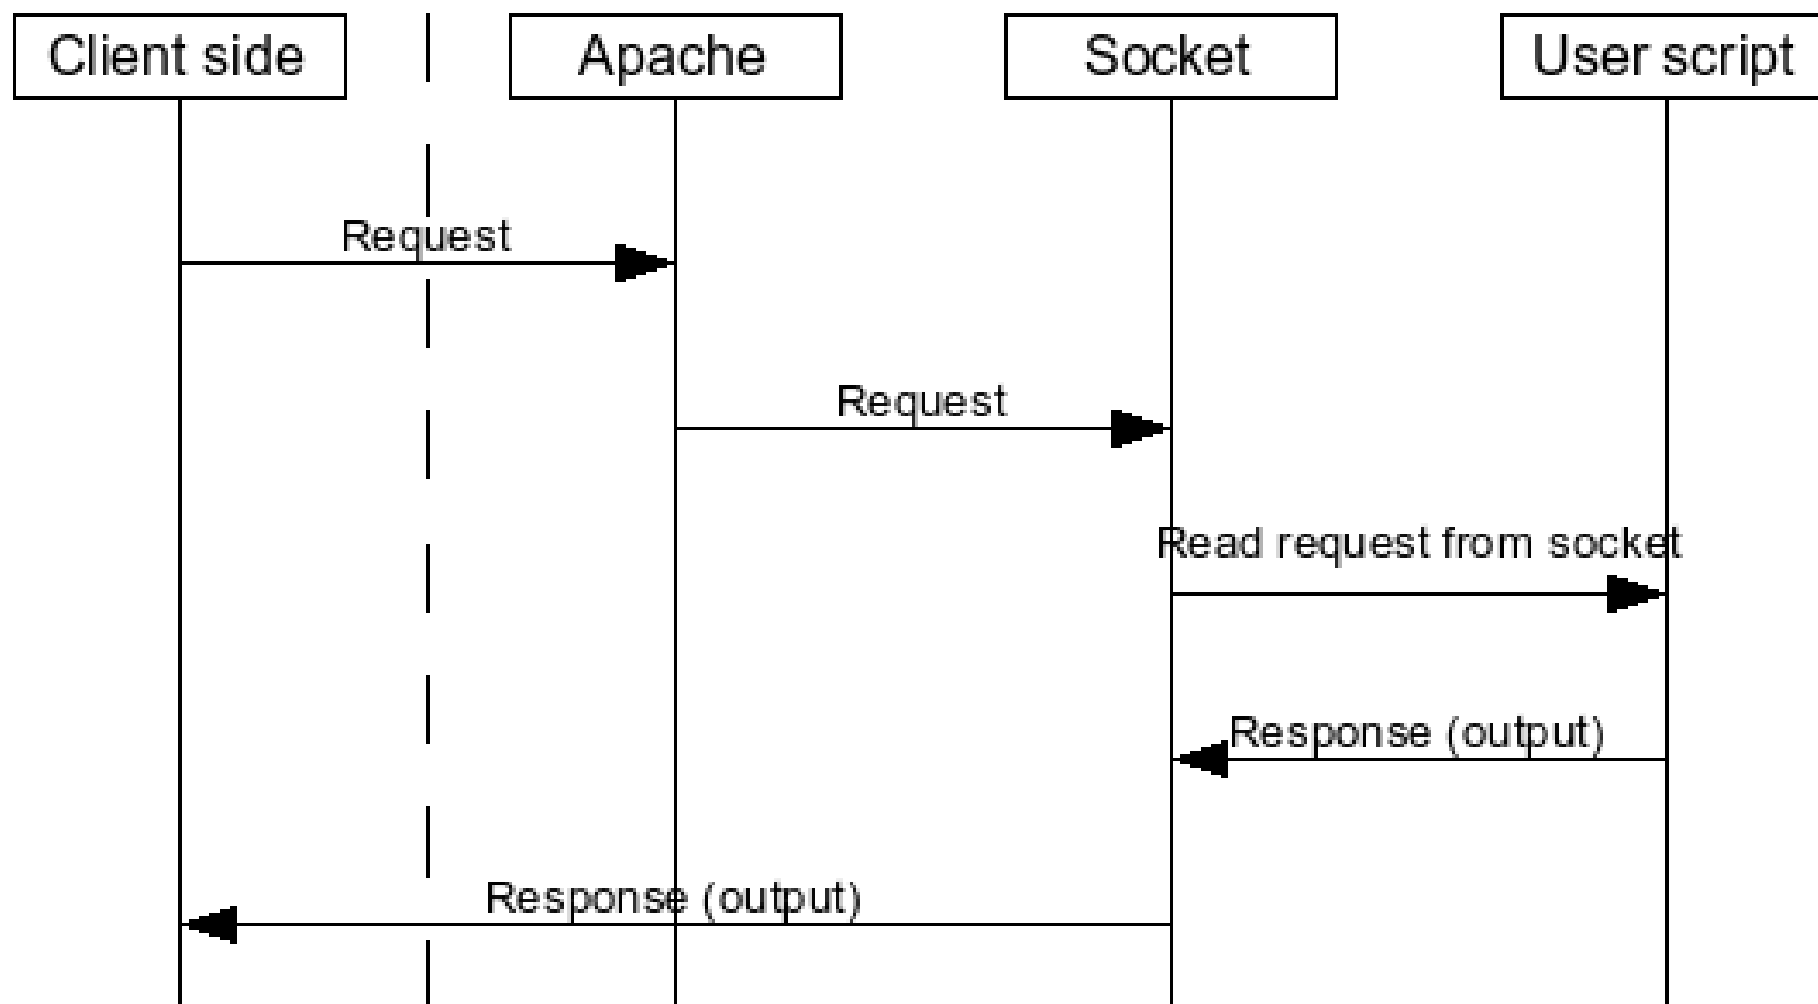 Client side
Apache
Socket
User script
Request
Request
Read request from socket
Response (output)
Response (output)